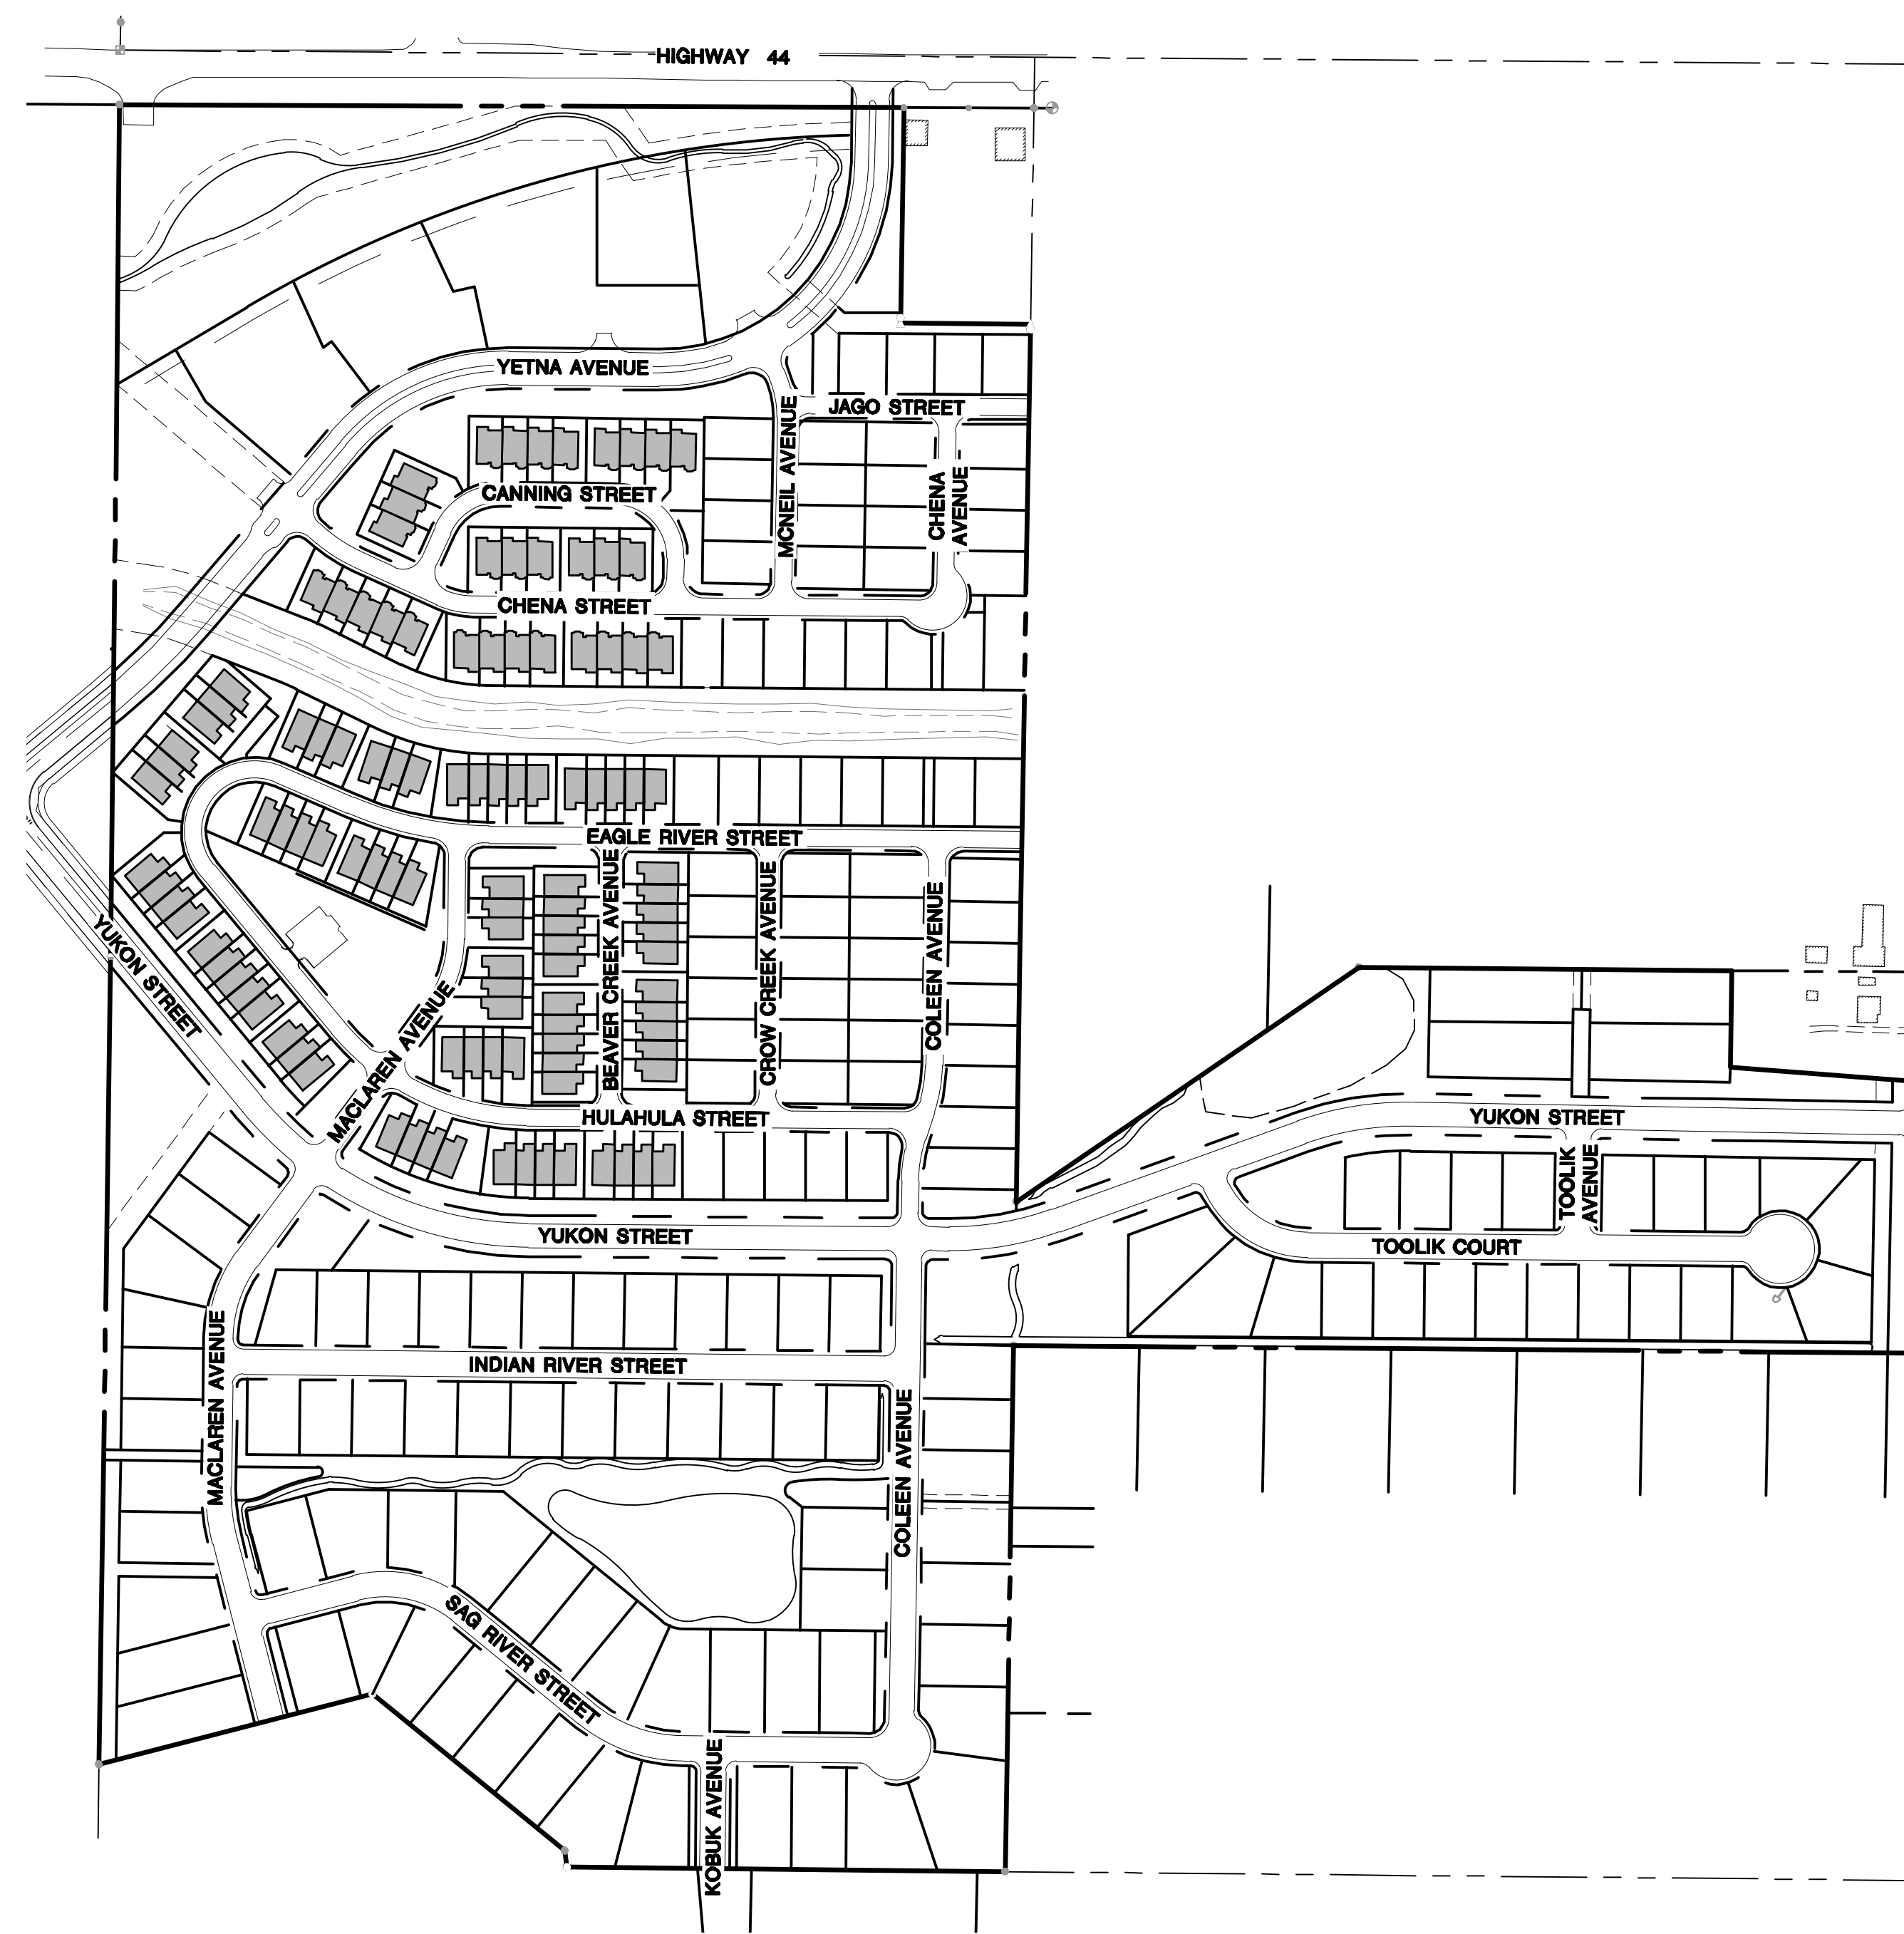 HIGHWAY 44
YETNA AVENUE
JAGO STREET
MCNEIL AVENUE
CHENA
AVENUE
CANNING STREET
CHENA STREET
EAGLE RIVER STREET
BEAVER CREEK AVENUE
CROW CREEK AVENUE
COLEEN AVENUE
YUKON STREET
MACLAREN AVENUE
HULAHULA STREET
YUKON STREET
TOOLIK
AVENUE
YUKON STREET
TOOLIK COURT
MACLAREN AVENUE
INDIAN RIVER STREET
COLEEN AVENUE
SAG RIVER STREET
KOBUK AVENUE